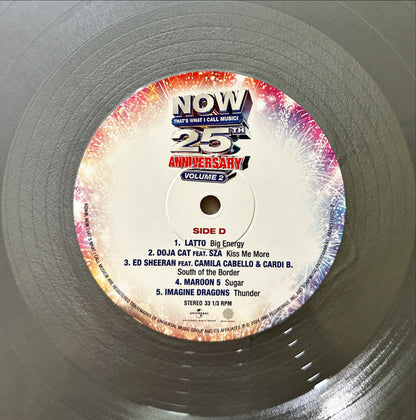 NOW
THAT'S WHAT I CALL MUSIC!
25TH
ANNIVERSARY
VOLUME 2
SIDE D
1. LATTO Big Energy
2. DOJA CAT FEAT. SZA Kiss Me More
3. ED SHEERAN FEAT. CAMILA CABELLO & CARDI B.
South of the Border
4. MAROON 5 Sugar
5. IMAGINE DRAGONS Thunder
STEREO 33 1/3 RPM
UNIVERSAL